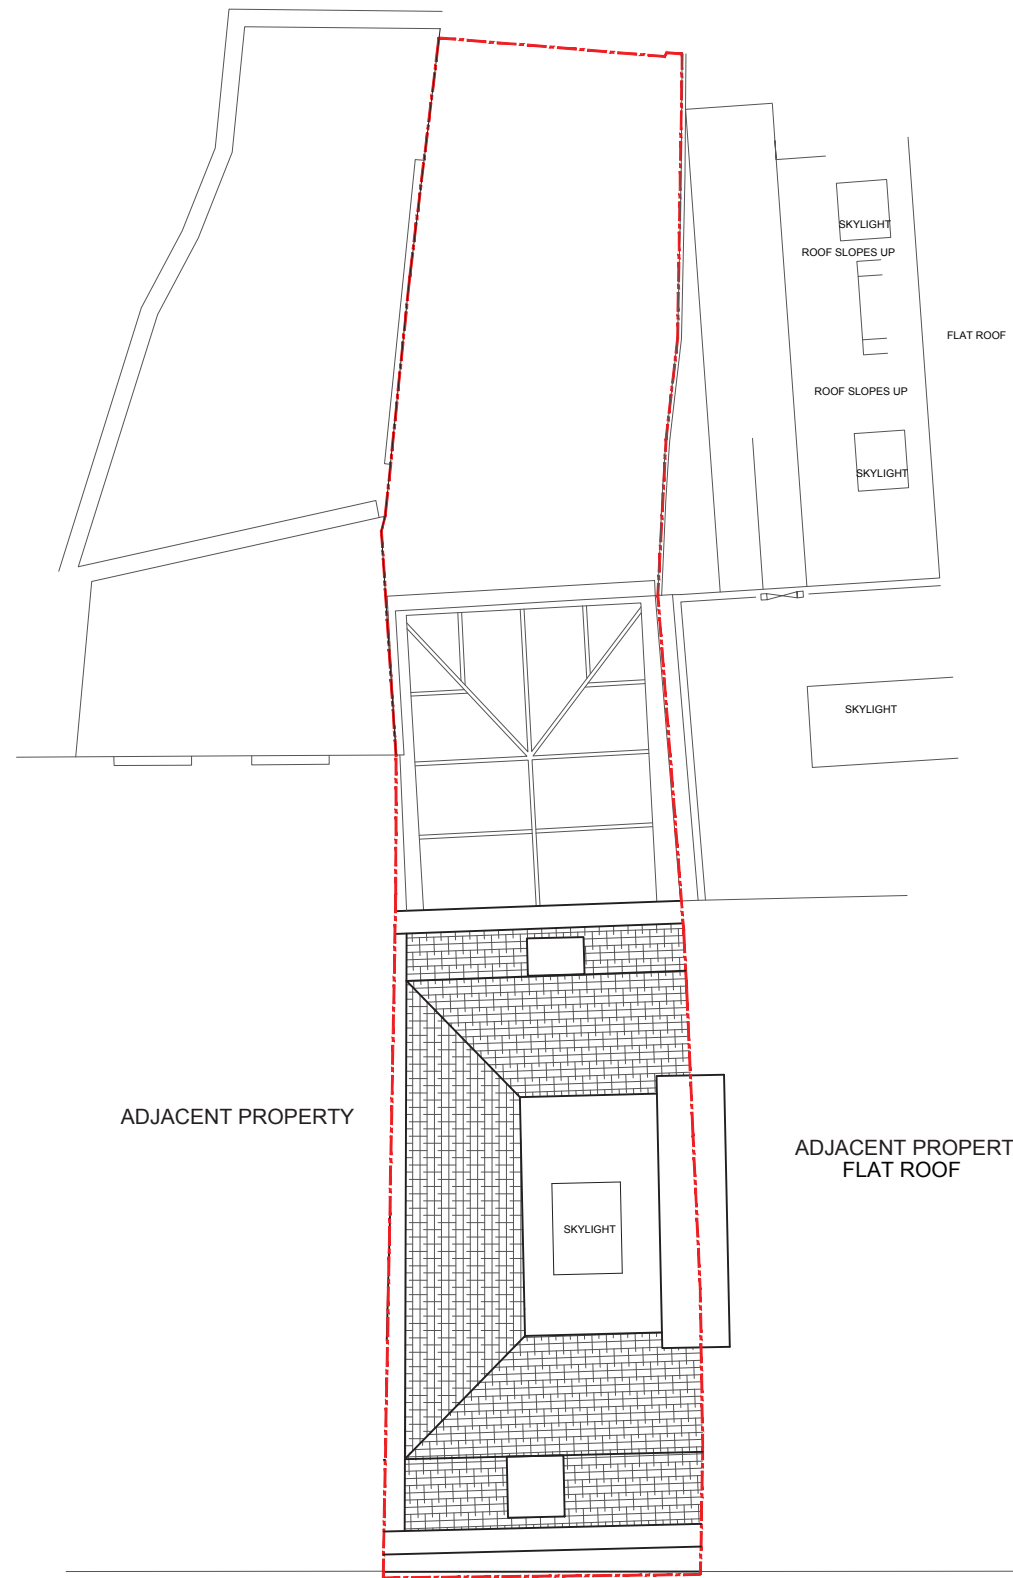 SKYLIGHT
ROOF SLOPES UP
FLAT ROOF
ROOF SLOPES UP
SKYLIGHT
SKYLIGHT
ADJACENT PROPERTY
ADJACENT PROPERT
FLAT ROOF
SKYLIGHT